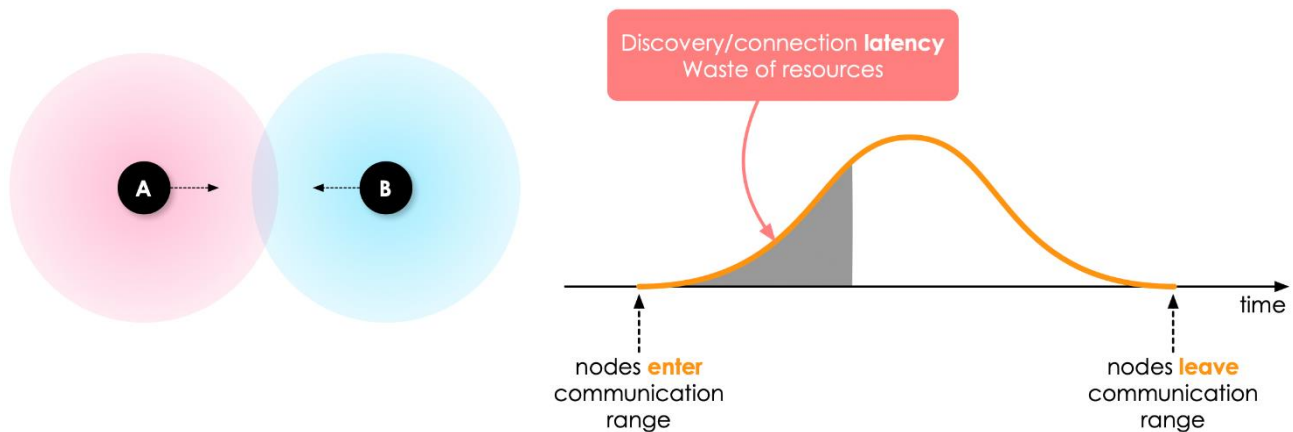 A
B
Discovery/connection latency
Waste of resources
time
nodes enter
communication
range
nodes leave
communication
range